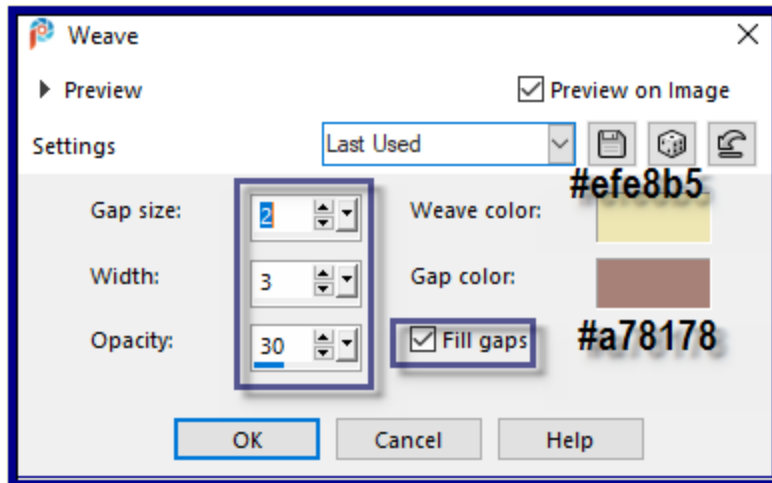 Weave
Preview
Preview on Image
Settings
Last Used
#efe8b5
Gap size:
2
Weave color:
Width:
3
Gap color:
Opacity:
30
Fill gaps
#a78178
OK
Cancel
Help